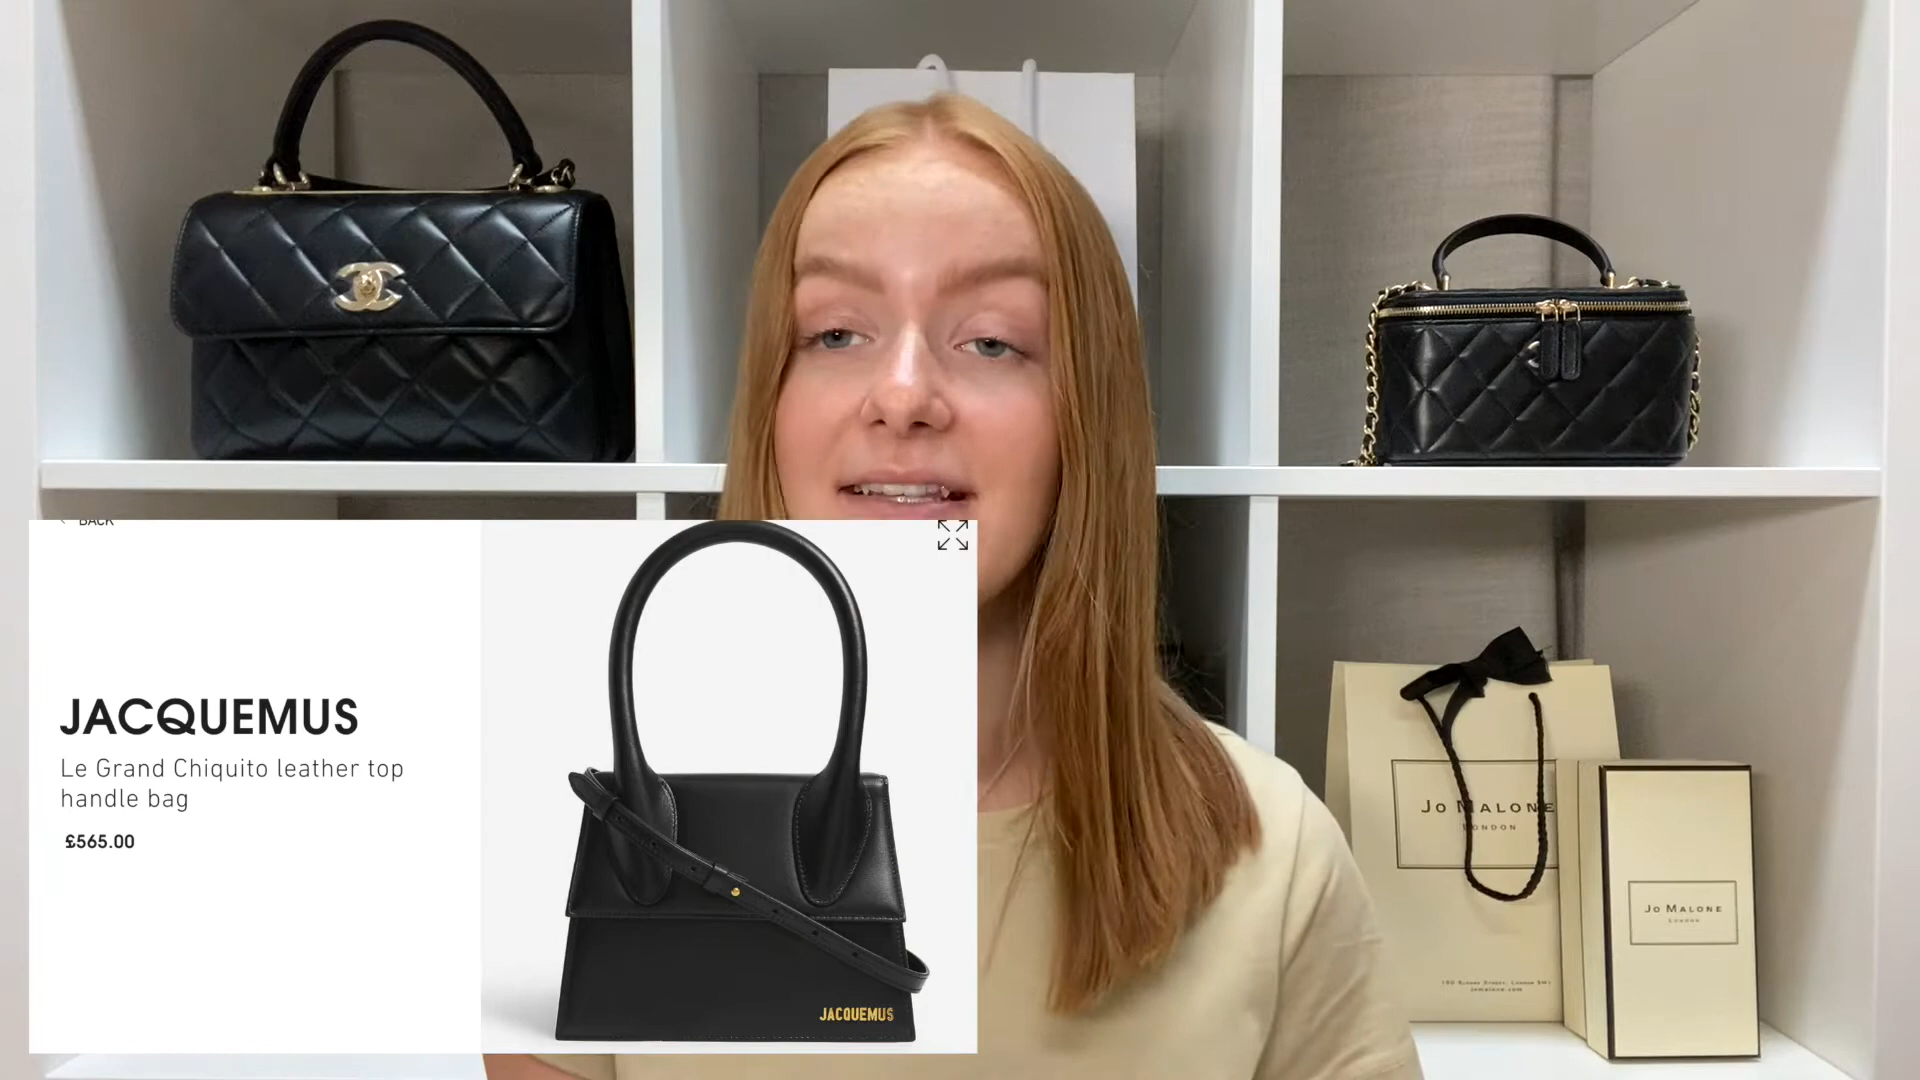 BACK
JACQUEMUS
Le Grand Chiquito leather top
handle bag
£565.00
JACQUEMUS
JO MALONE
LONDON
JO MALONE
LONDON